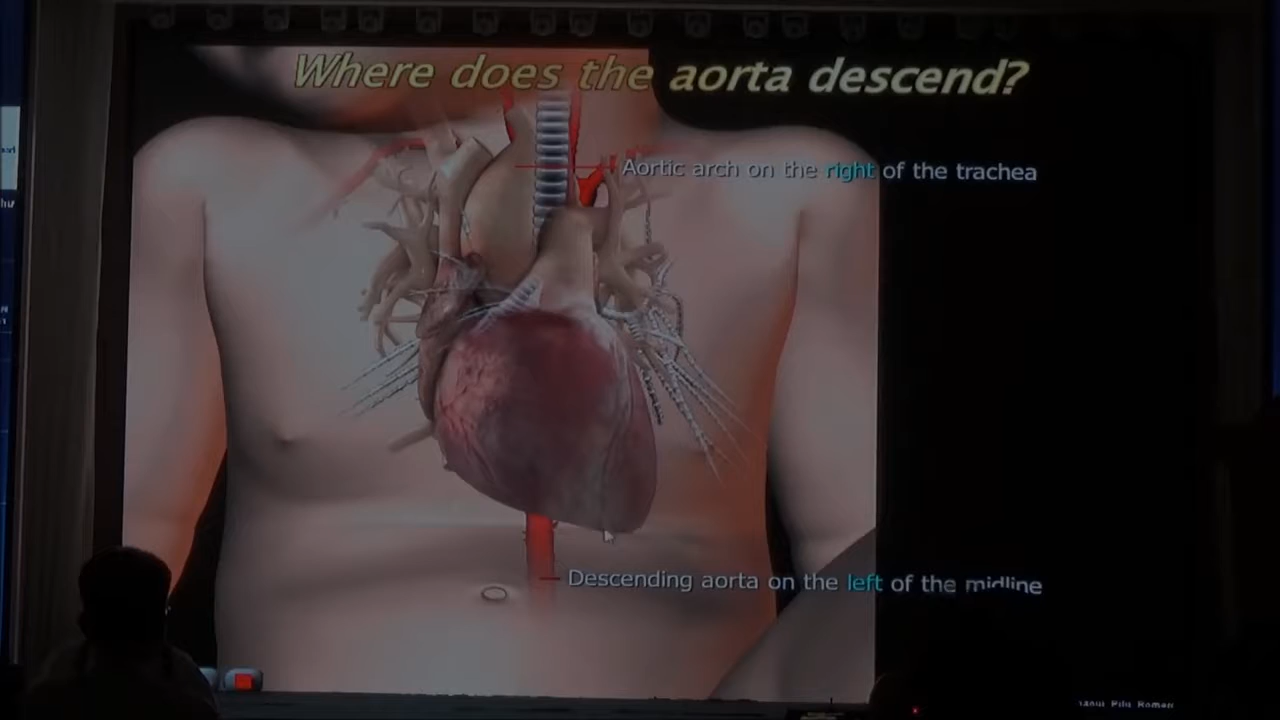 Where does the aorta descend?
Aortic arch on the right of the trachea
Descending aorta on the left of the midline